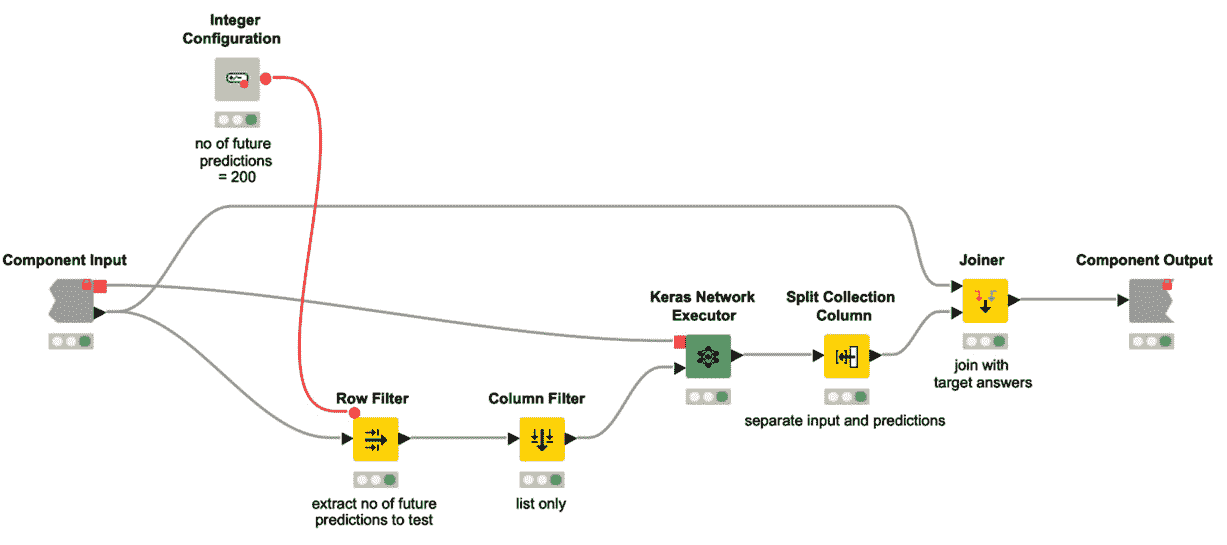 Integer
Configuration
no of future
predictions
= 200
Component Input
Joiner
Component Output
Keras Network
Executor
Split Collection
Column
join with
target answers
Row Filter
Column Filter
separate input and predictions
extract no of future
predictions to test
list only